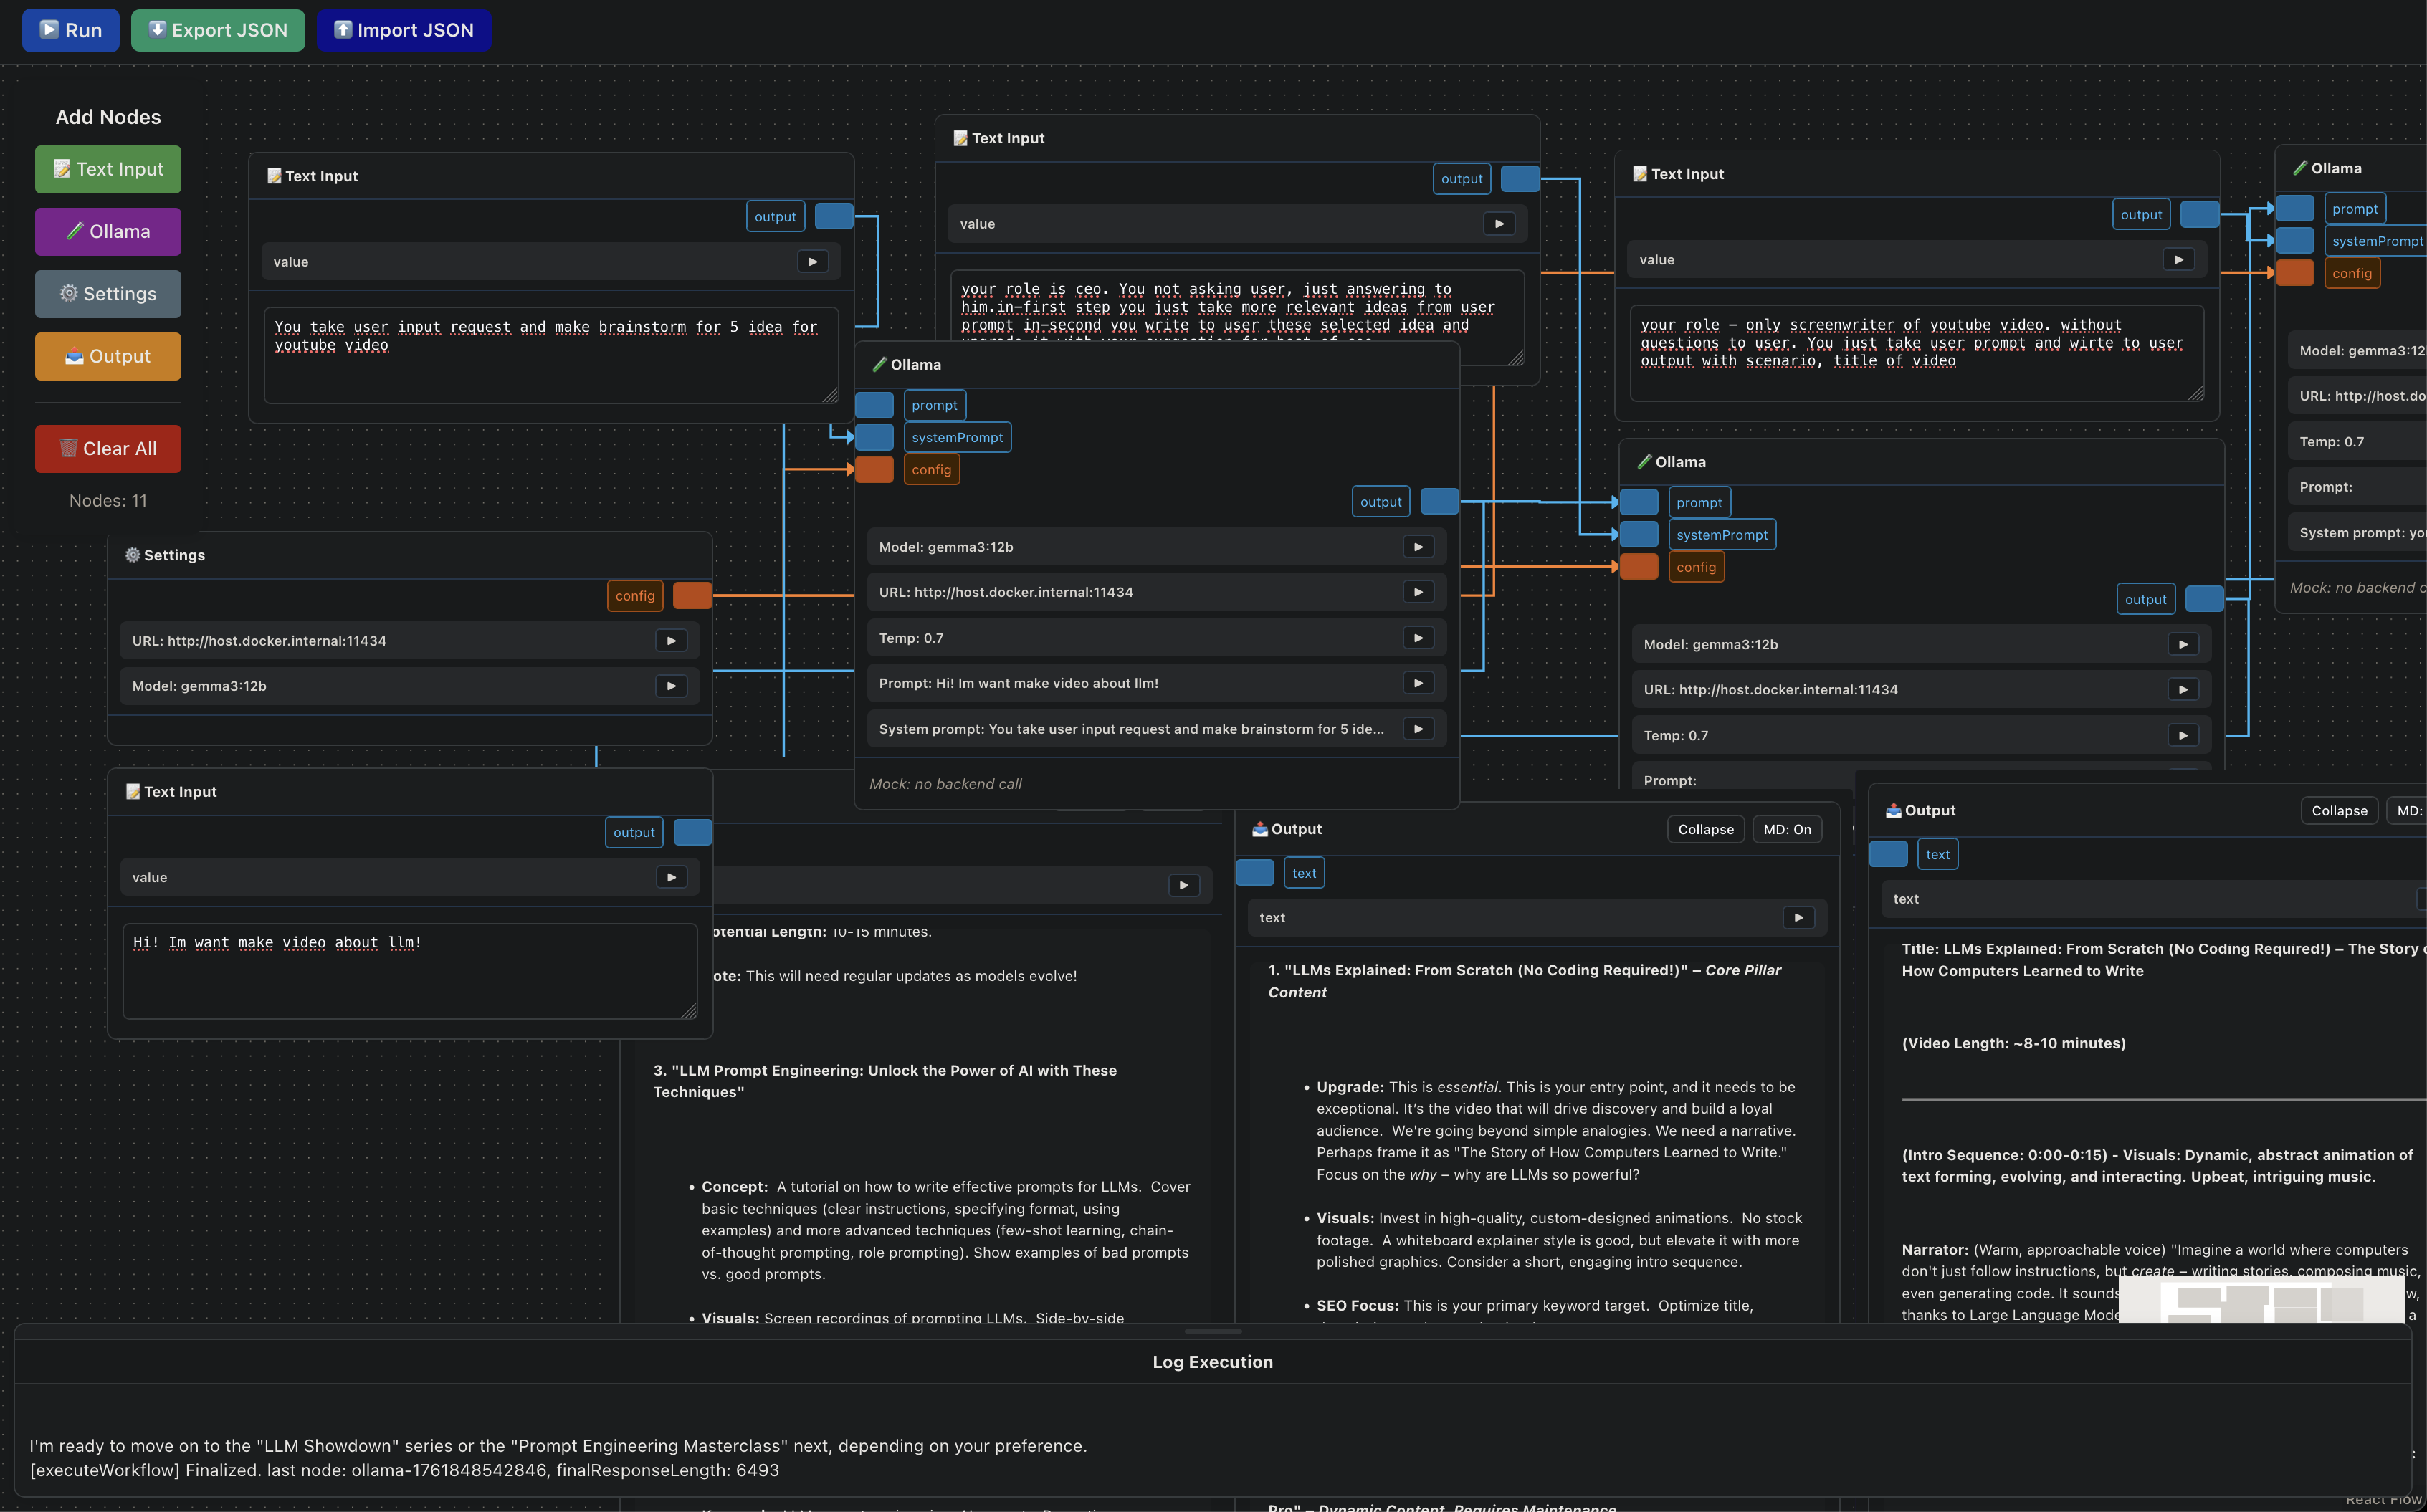 Run
Export JSON
Import JSON
Add Nodes
Text Input
Ollama
Settings
Output
Clear All
Nodes: 11
Text Input
output
value
You take user input request and make brainstorm for 5 idea for
youtube video
Text Input
output
value
your role is ceo. You not asking user, just answering to
him.in-first step you just take more relevant ideas from user
prompt in-second you write to user these selected idea and
upgrade it with your suggestion for best of ceo
Text Input
output
value
your role – only screenwriter of youtube video. without
questions to user. You just take user prompt and wirte to user
output with scenario, title of video
Ollama
prompt
systemPrompt
config
Model: gemma3:12
URL: http://host.do
Temp: 0.7
Prompt:
System prompt: yo
Mock: no backend c
Ollama
prompt
systemPrompt
config
output
Model: gemma3:12b
URL: http://host.docker.internal:11434
Temp: 0.7
Prompt: Hi! Im want make video about llm!
System prompt: You take user input request and make brainstorm for 5 ide...
Mock: no backend call
Ollama
prompt
systemPrompt
config
output
Model: gemma3:12b
URL: http://host.docker.internal:11434
Temp: 0.7
Prompt:
Settings
config
URL: http://host.docker.internal:11434
Model: gemma3:12b
Text Input
output
value
Hi! Im want make video about llm!
otential Length: 10-15 minutes.
ote: This will need regular updates as models evolve!
3. "LLM Prompt Engineering: Unlock the Power of AI with These
Techniques"
• Concept: A tutorial on how to write effective prompts for LLMs. Cover
basic techniques (clear instructions, specifying format, using
examples) and more advanced techniques (few-shot learning, chain-
of-thought prompting, role prompting). Show examples of bad prompts
vs. good prompts.
• Visuals: Screen recordings of prompting LLMs. Side-by-side
Output
Collapse
MD: On
text
text
1. "LLMs Explained: From Scratch (No Coding Required!)" – Core Pillar
Content
• Upgrade: This is essential. This is your entry point, and it needs to be
exceptional. It's the video that will drive discovery and build a loyal
audience. We're going beyond simple analogies. We need a narrative.
Perhaps frame it as "The Story of How Computers Learned to Write."
Focus on the why – why are LLMs so powerful?
• Visuals: Invest in high-quality, custom-designed animations. No stock
footage. A whiteboard explainer style is good, but elevate it with more
polished graphics. Consider a short, engaging intro sequence.
• SEO Focus: This is your primary keyword target. Optimize title,
Output
Collapse
MD:
text
text
Title: LLMs Explained: From Scratch (No Coding Required!) – The Story
How Computers Learned to Write
(Video Length: ~8-10 minutes)
(Intro Sequence: 0:00-0:15) - Visuals: Dynamic, abstract animation of
text forming, evolving, and interacting. Upbeat, intriguing music.
Narrator: (Warm, approachable voice) "Imagine a world where computers
don't just follow instructions, but create – writing stories, composing music,
even generating code. It sounds
thanks to Large Language Mode a
Log Execution
I'm ready to move on to the "LLM Showdown" series or the "Prompt Engineering Masterclass" next, depending on your preference.
[executeWorkflow] Finalized. last node: ollama-1761848542846, finalResponseLength: 6493
Pro" – Dynamic Content, Requires Maintenance
React Flow